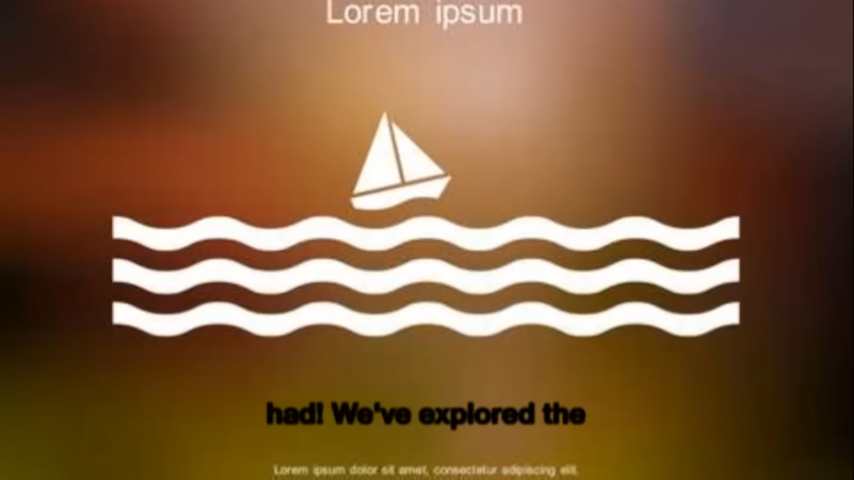 Lorem ipsum
had! We've explored the
Lorem ipsum dolor sit amet, consectetur adipiscing elit.